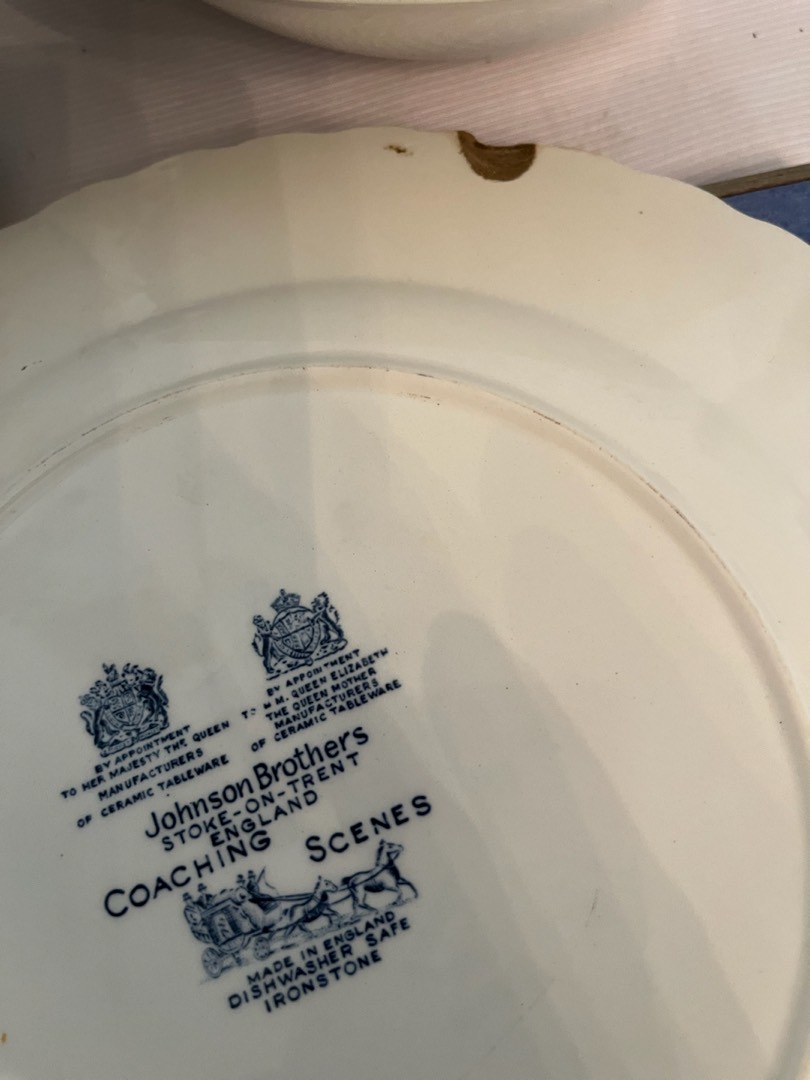 BY APPOINTMENT
TO HER MAJESTY THE QUEEN
MANUFACTURERS
OF CERAMIC TABLEWARE
BY APPOINTMENT
TO H.M. QUEEN ELIZABETH
THE QUEEN MOTHER
MANUFACTURERS
OF CERAMIC TABLEWARE
Johnson Brothers
STOKE-ON-TRENT
ENGLAND
COACHING SCENES
MADE IN ENGLAND
DISHWASHER SAFE
IRONSTONE